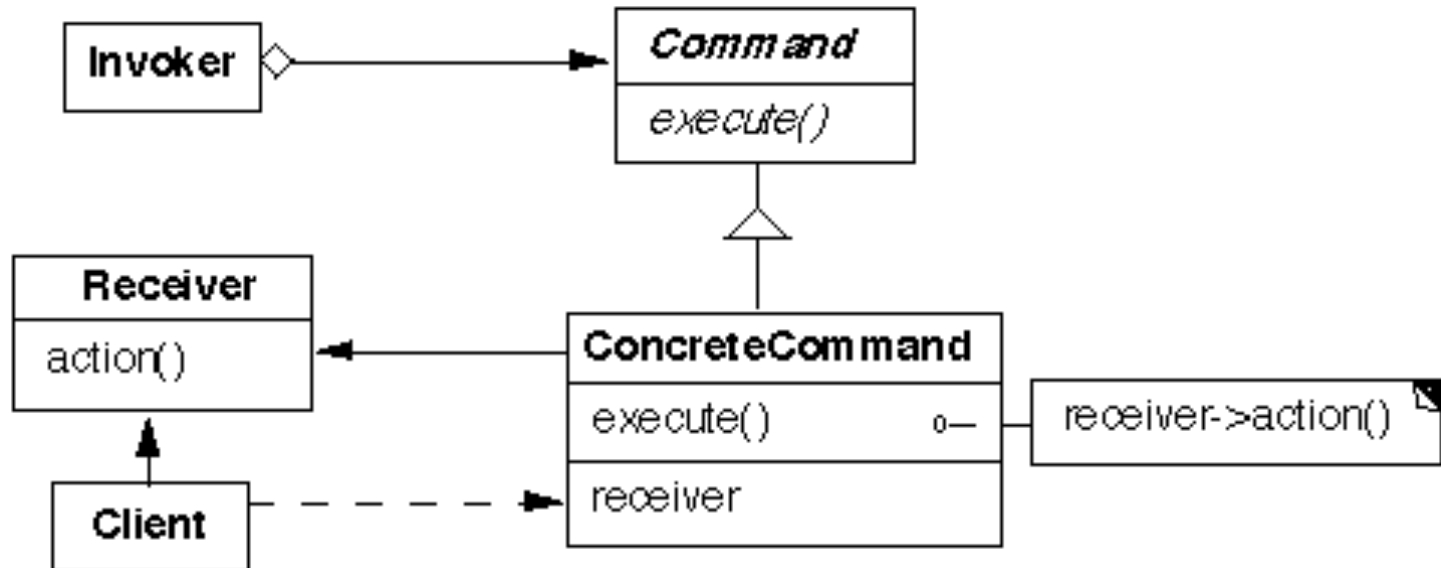 Invoker
Command
execute()
Receiver
action()
ConcreteCommand
execute()
receiver->action()
receiver
Client